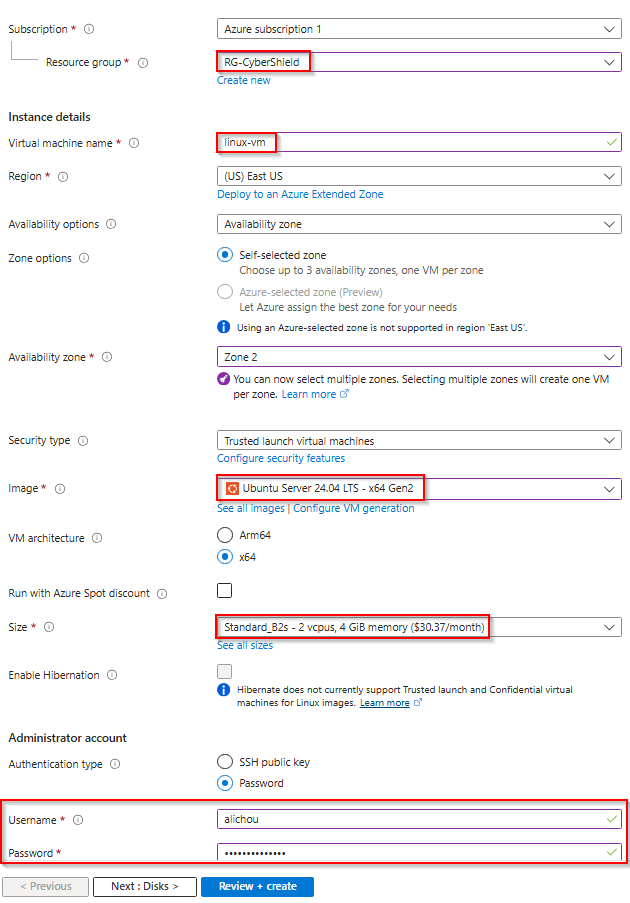 Subscription *
Azure subscription 1
Resource group *
RG-CyberShield
Create new
Instance details
Virtual machine name *
linux-vm
Region *
(US) East US
Deploy to an Azure Extended Zone
Availability options
Availability zone
Zone options
Self-selected zone
Choose up to 3 availability zones, one VM per zone
Azure-selected zone (Preview)
Let Azure assign the best zone for your needs
Using an Azure-selected zone is not supported in region 'East US'.
Availability zone *
Zone 2
You can now select multiple zones. Selecting multiple zones will create one VM
per zone. Learn more
Security type
Trusted launch virtual machines
Configure security features
Image *
Ubuntu Server 24.04 LTS - x64 Gen2
See all images | Configure VM generation
VM architecture
Arm64
x64
Run with Azure Spot discount
Size *
Standard_B2s - 2 vcpus, 4 GiB memory ($30.37/month)
See all sizes
Enable Hibernation
Hibernate does not currently support Trusted launch and Confidential virtual
machines for Linux images. Learn more
Administrator account
Authentication type
SSH public key
Password
Username *
alichou
Password *
••••••••••••••
< Previous
Next : Disks >
Review + create